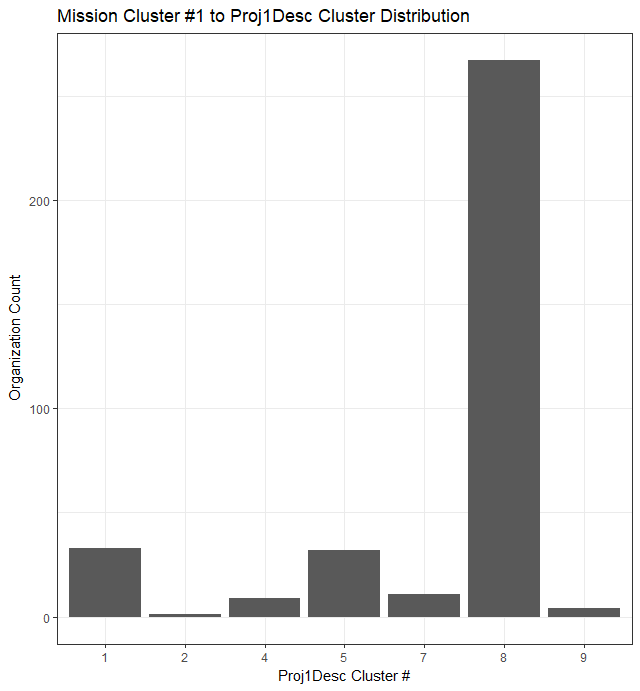 Mission Cluster #1 to Proj1Desc Cluster Distribution
Organization Count
200
100
0
1 2 4 5 7 8 9
Proj1Desc Cluster #